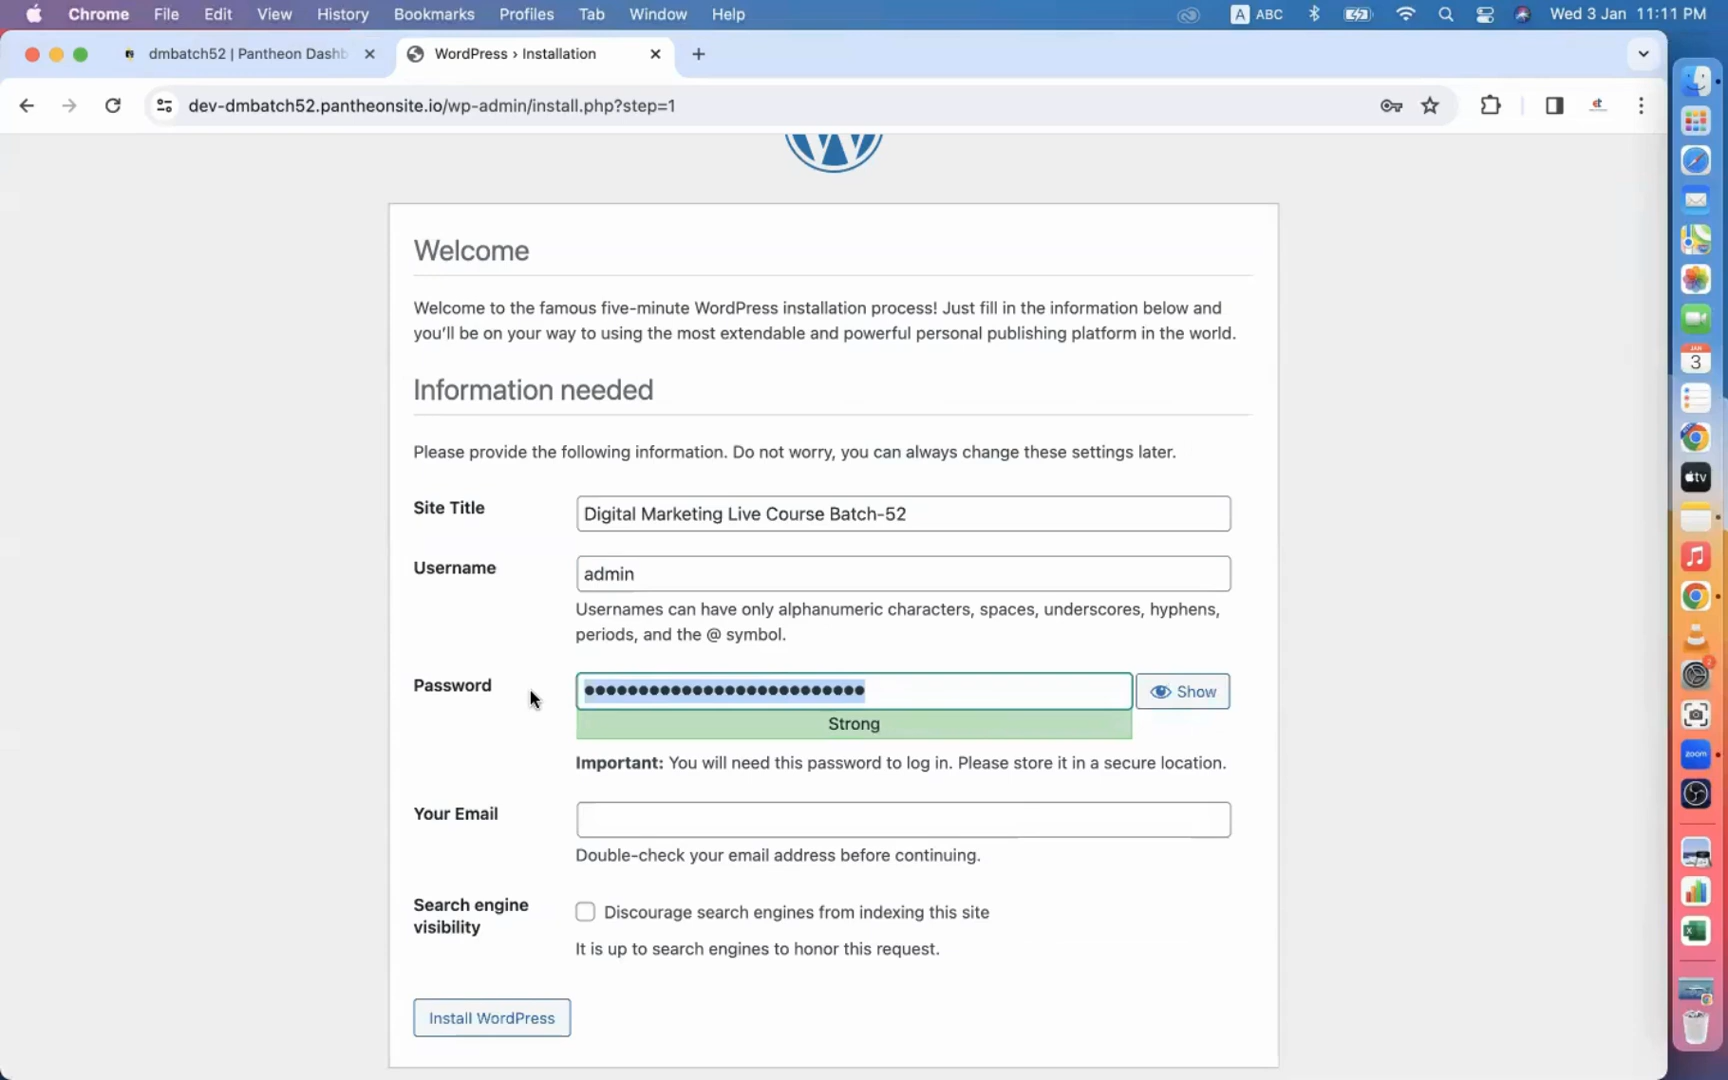 Chrome File Edit View History Bookmarks Profiles Tab Window Help A ABC Wed 3 Jan 11:11 PM
dmbatch52 | Pantheon Dashb WordPress › Installation
dev-dmbatch52.pantheonsite.io/wp-admin/install.php?step=1
Welcome
Welcome to the famous five-minute WordPress installation process! Just fill in the information below and
you’ll be on your way to using the most extendable and powerful personal publishing platform in the world.
Information needed
Please provide the following information. Do not worry, you can always change these settings later.
Site Title Digital Marketing Live Course Batch-52
Username admin
Usernames can have only alphanumeric characters, spaces, underscores, hyphens,
periods, and the @ symbol.
Password •••••••••••••••••••••••••• Show
Strong
Important: You will need this password to log in. Please store it in a secure location.
Your Email
Double-check your email address before continuing.
Search engine
visibility
Discourage search engines from indexing this site
It is up to search engines to honor this request.
Install WordPress
JAN
3
tv
zoom